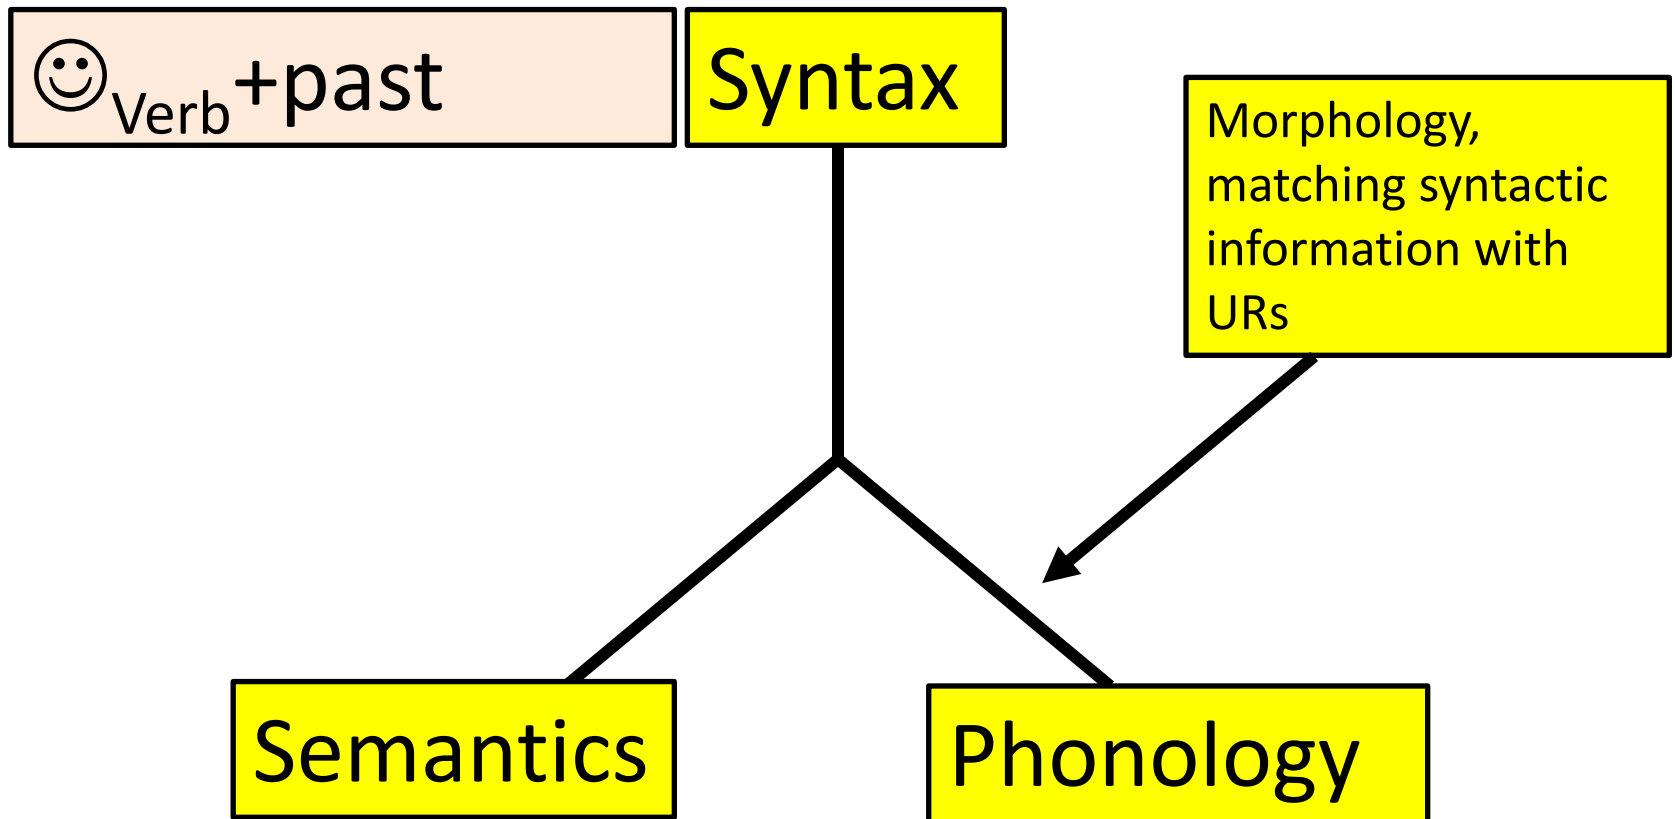 ☺Verb+past
Syntax
Morphology,
matching syntactic
information with
URs
Semantics
Phonology